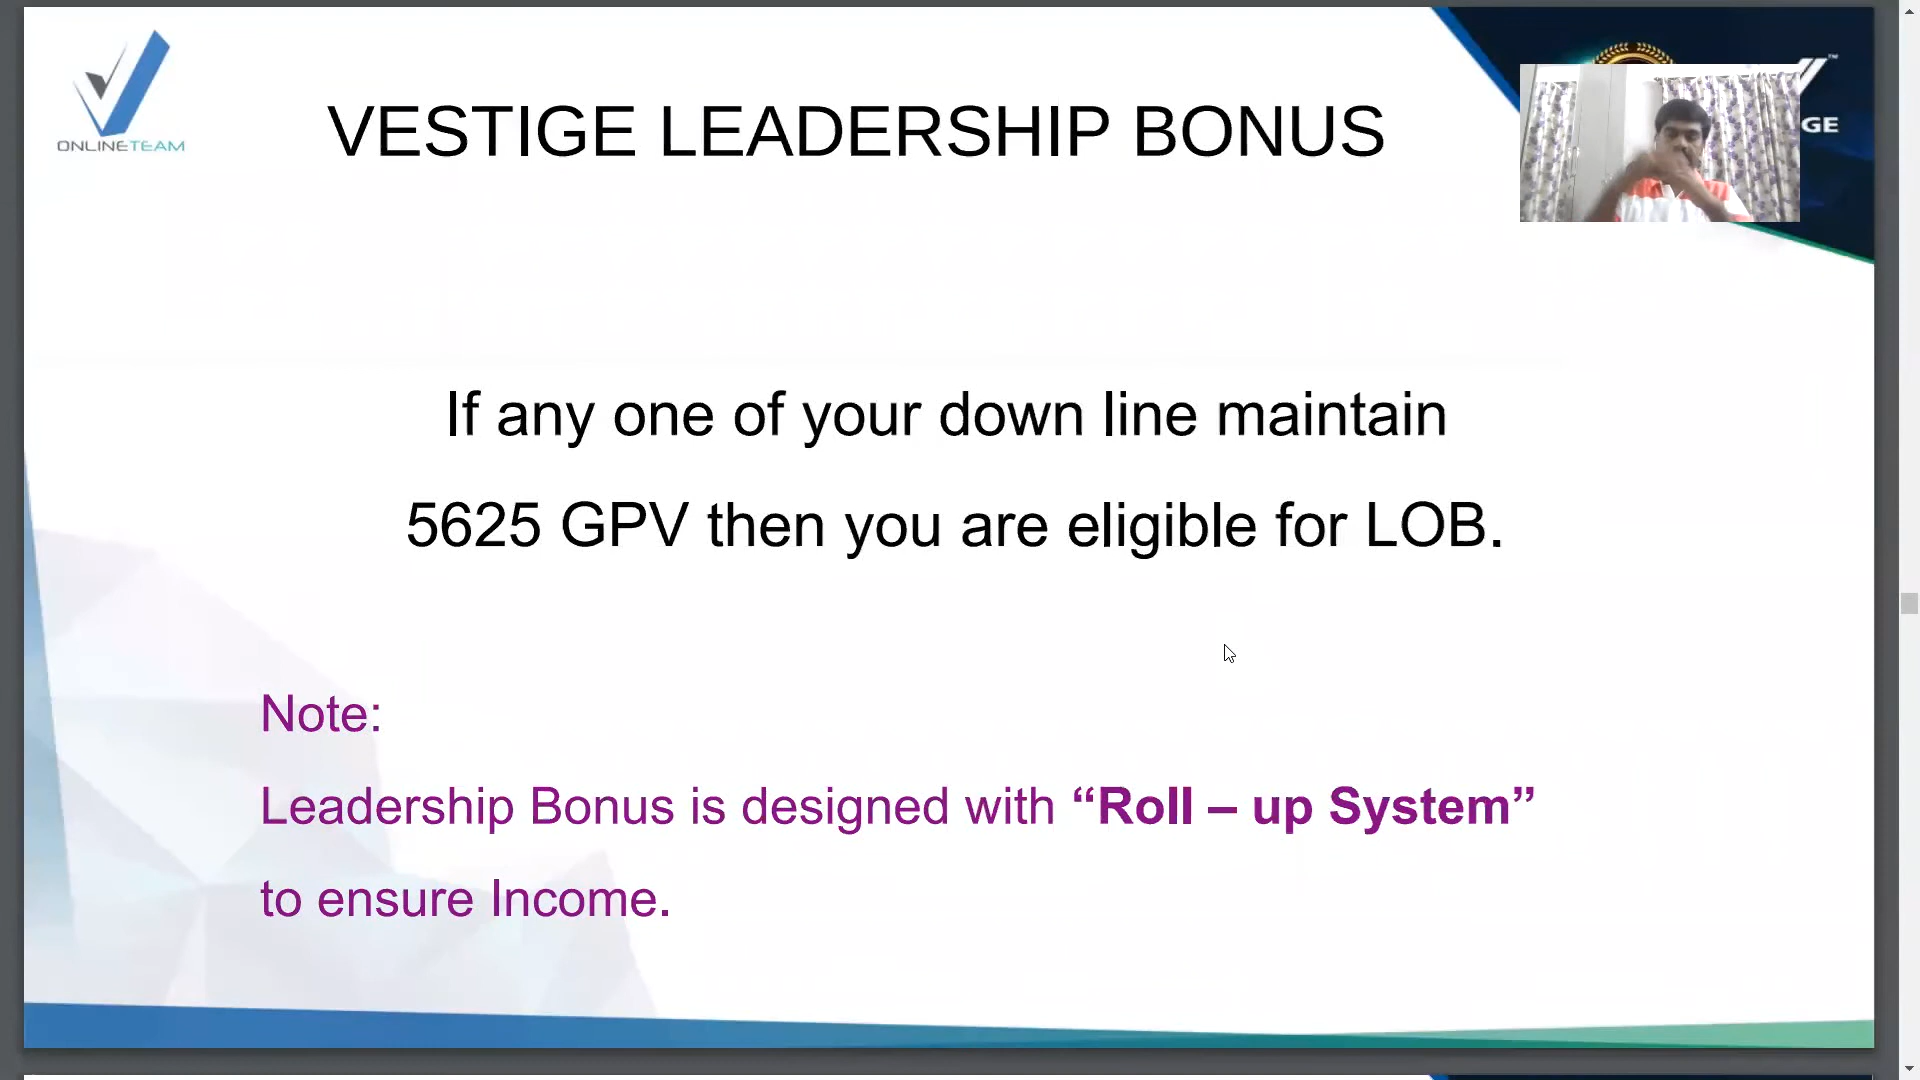 ONLINETEAM
VESTIGE LEADERSHIP BONUS
GE
If any one of your down line maintain
5625 GPV then you are eligible for LOB.
Note:
Leadership Bonus is designed with “Roll – up System”
to ensure Income.